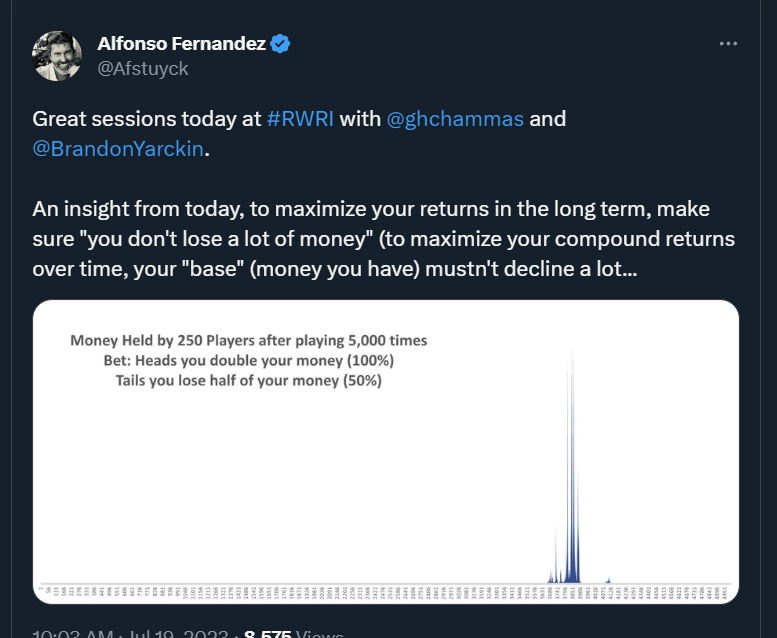 Alfonso Fernandez
@Afstuyck
Great sessions today at #RWRI with @ghchammas and
@BrandonYarckin.
An insight from today, to maximize your returns in the long term, make
sure "you don't lose a lot of money" (to maximize your compound returns
over time, your "base" (money you have) mustn't decline a lot...
Money Held by 250 Players after playing 5,000 times
Bet: Heads you double your money (100%)
Tails you lose half of your money (50%)
10:03 AM · Jul 19, 2023 · 8,575 Views